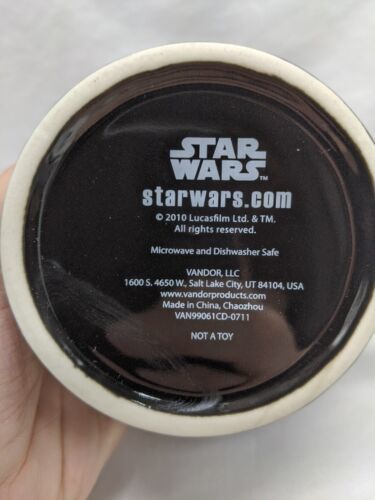 STAR
WARS™
starwars.com
© 2010 Lucasfilm Ltd. & TM.
All rights reserved.
Microwave and Dishwasher Safe
VANDOR, LLC
1600 S. 4650 W., Salt Lake City, UT 84104, USA
www.vandorproducts.com
Made in China, Chaozhou
VAN99061CD-0711
NOT A TOY